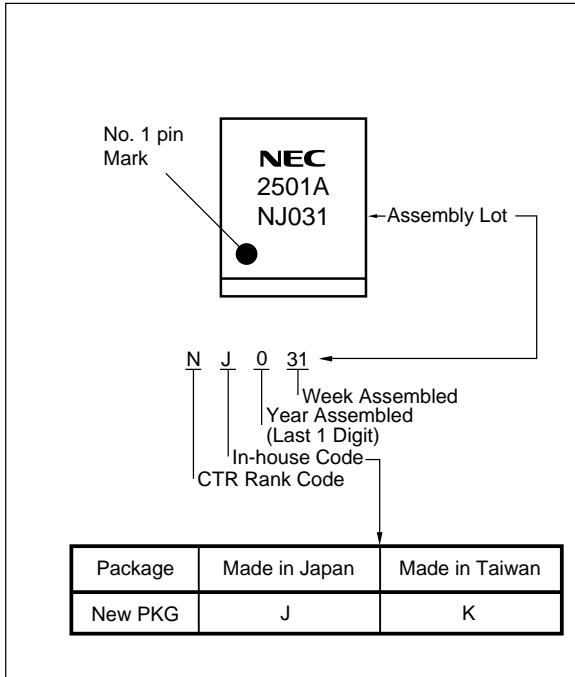 No. 1 pin
Mark
NEC
2501A
NJ031
Assembly Lot
N J 0 31
Week Assembled
Year Assembled
(Last 1 Digit)
In-house Code
CTR Rank Code
Package Made in Japan Made in Taiwan
New PKG J K